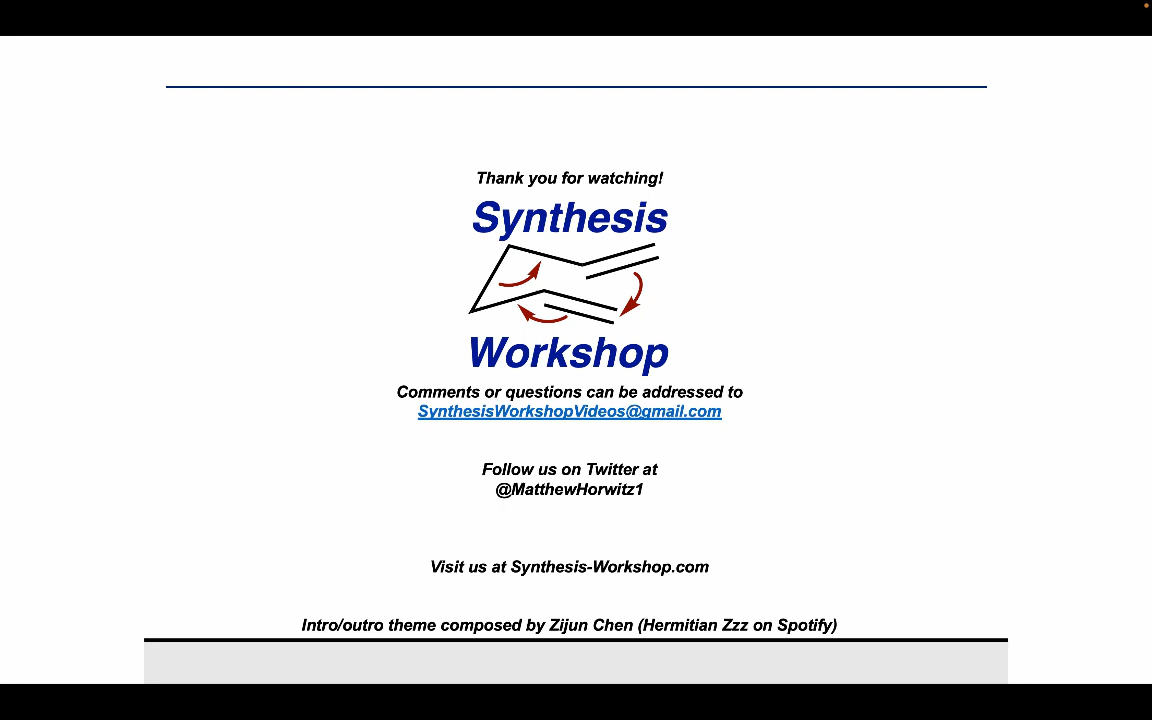 Thank you for watching!
Synthesis
Workshop
Comments or questions can be addressed to
SynthesisWorkshopVideos@gmail.com
Follow us on Twitter at
@MatthewHorwitz1
Visit us at Synthesis-Workshop.com
Intro/outro theme composed by Zijun Chen (Hermitian Zzz on Spotify)